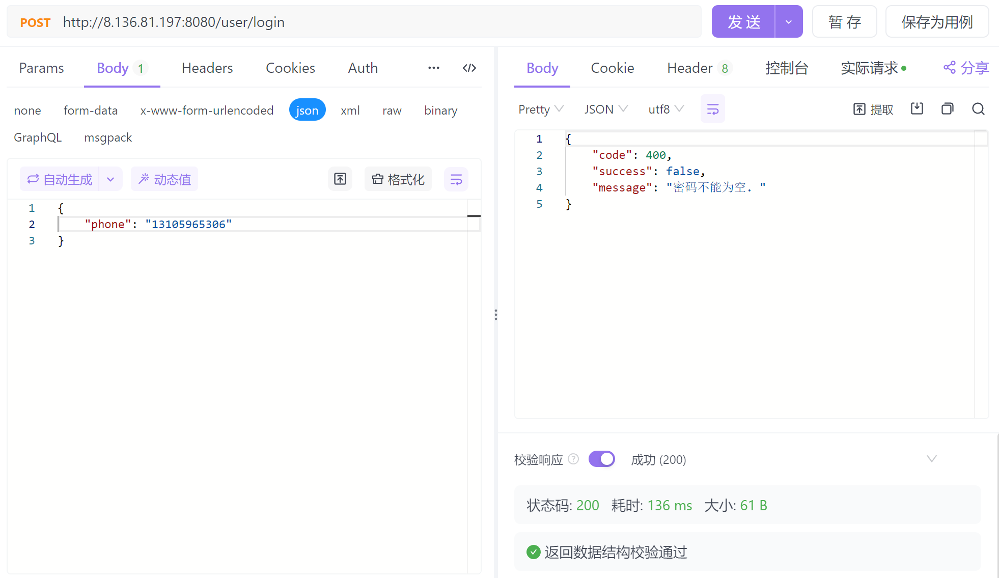 POST http://8.136.81.197:8080/user/login 发 送 暂 存 保存为用例
Params Body 1 Headers Cookies Auth ··· </>
none form-data x-www-form-urlencoded json xml raw binary
GraphQL msgpack
自动生成 动态值 格式化
1 {
2 "phone": "13105965306"
3 }
Body Cookie Header 8 控制台 实际请求 分享
Pretty JSON utf8 提取
1 {
2 "code": 400,
3 "success": false,
4 "message": "密码不能为空. "
5 }
校验响应 ? 成功 (200)
状态码: 200 耗时: 136 ms 大小: 61 B
返回数据结构校验通过